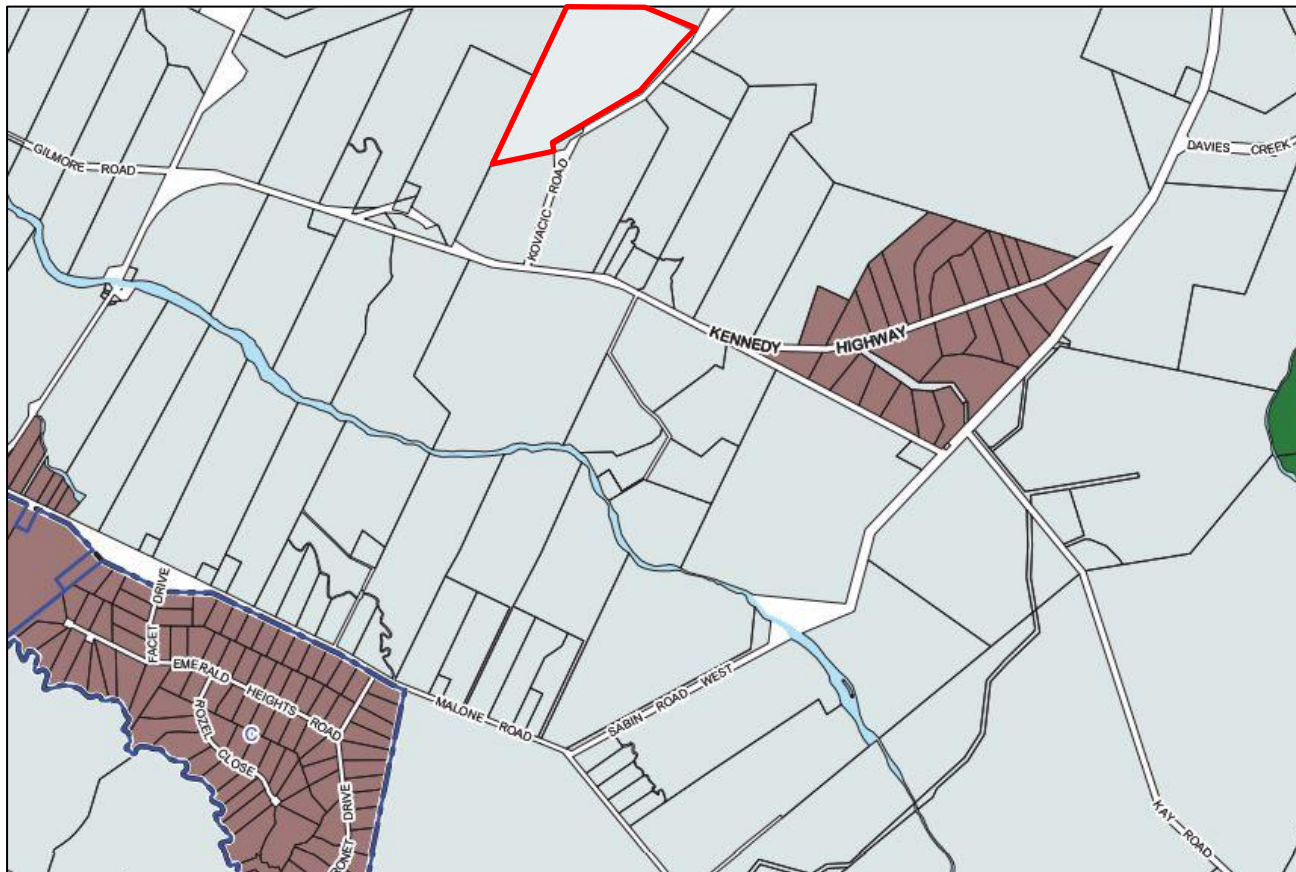 GILMORE ROAD
KOVACIC ROAD
DAVIES CREEK
KENNEDY HIGHWAY
FACET DRIVE
EMERALD HEIGHTS ROAD
ROZEL CLOSE
C
MALONE ROAD
SABIN ROAD WEST
KAY ROAD
DRIVE